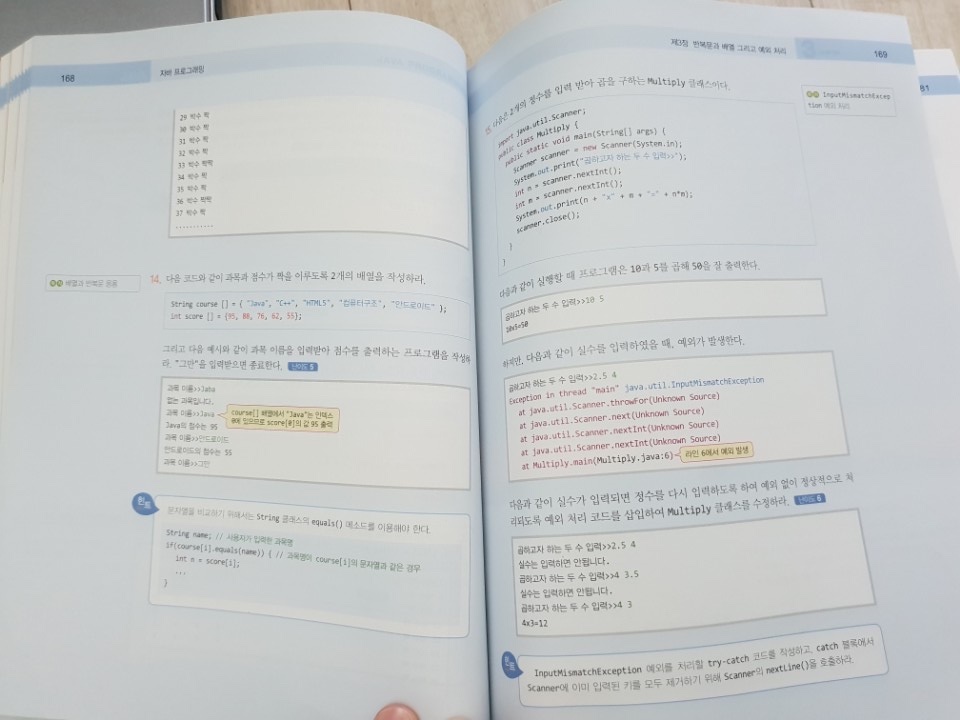 168
자바 프로그래밍
29 박수 짝
30 박수 짝
31 박수 짝
32 박수 짝
33 박수 짝짝
34 박수 짝
35 박수 짝
36 박수 짝짝
37 박수 짝
...........
배열과 반복문 응용
14. 다음 코드와 같이 과목과 점수가 짝을 이루도록 2개의 배열을 작성하라.
String course [] = { "Java", "C++", "HTML5", "컴퓨터구조", "안드로이드" };
int score [] = {95, 88, 76, 62, 55};
그리고 다음 예시와 같이 과목 이름을 입력받아 점수를 출력하는 프로그램을 작성하
라. "그만"을 입력받으면 종료한다. 난이도 5
과목 이름>>Jaba
없는 과목입니다.
과목 이름>>Java
Java의 점수는 95
과목 이름>>안드로이드
안드로이드의 점수는 55
과목 이름>>그만
course[] 배열에서 "Java"는 인덱스
0에 있으므로 score[0]의 값 95 출력
힌트
문자열을 비교하기 위해서는 String 클래스의 equals() 메소드를 이용해야 한다.
String name; // 사용자가 입력한 과목명
if(course[i].equals(name)) { // 과목명이 course[i]의 문자열과 같은 경우
int n = score[i];
...
}
제3장 반복문과 배열 그리고 예외 처리
3
169
InputMismatchExcep
tion 예외 처리
15. 다음은 2개의 정수를 입력 받아 곱을 구하는 Multiply 클래스이다.
import java.util.Scanner;
public class Multiply {
public static void main(String[] args) {
Scanner scanner = new Scanner(System.in);
System.out.print("곱하고자 하는 두 수 입력>>");
int n = scanner.nextInt();
int m = scanner.nextInt();
System.out.print(n + "x" + m + "=" + n*m);
scanner.close();
}
}
다음과 같이 실행할 때 프로그램은 10과 5를 곱해 50을 잘 출력한다.
곱하고자 하는 두 수 입력>>10 5
10x5=50
하지만, 다음과 같이 실수를 입력하였을 때, 예외가 발생한다.
곱하고자 하는 두 수 입력>>2.5 4
Exception in thread "main" java.util.InputMismatchException
at java.util.Scanner.throwFor(Unknown Source)
at java.util.Scanner.next(Unknown Source)
at java.util.Scanner.nextInt(Unknown Source)
at java.util.Scanner.nextInt(Unknown Source)
at Multiply.main(Multiply.java:6)
라인 6에서 예외 발생
다음과 같이 실수가 입력되면 정수를 다시 입력하도록 하여 예외 없이 정상적으로 처
리되도록 예외 처리 코드를 삽입하여 Multiply 클래스를 수정하라. 난이도 6
곱하고자 하는 두 수 입력>>2.5 4
실수는 입력하면 안됩니다.
곱하고자 하는 두 수 입력>>4 3.5
실수는 입력하면 안됩니다.
곱하고자 하는 두 수 입력>>4 3
4x3=12
힌트
InputMismatchException 예외를 처리할 try-catch 코드를 작성하고, catch 블록에서
Scanner에 이미 입력된 키를 모두 제거하기 위해 Scanner의 nextLine()을 호출하라.